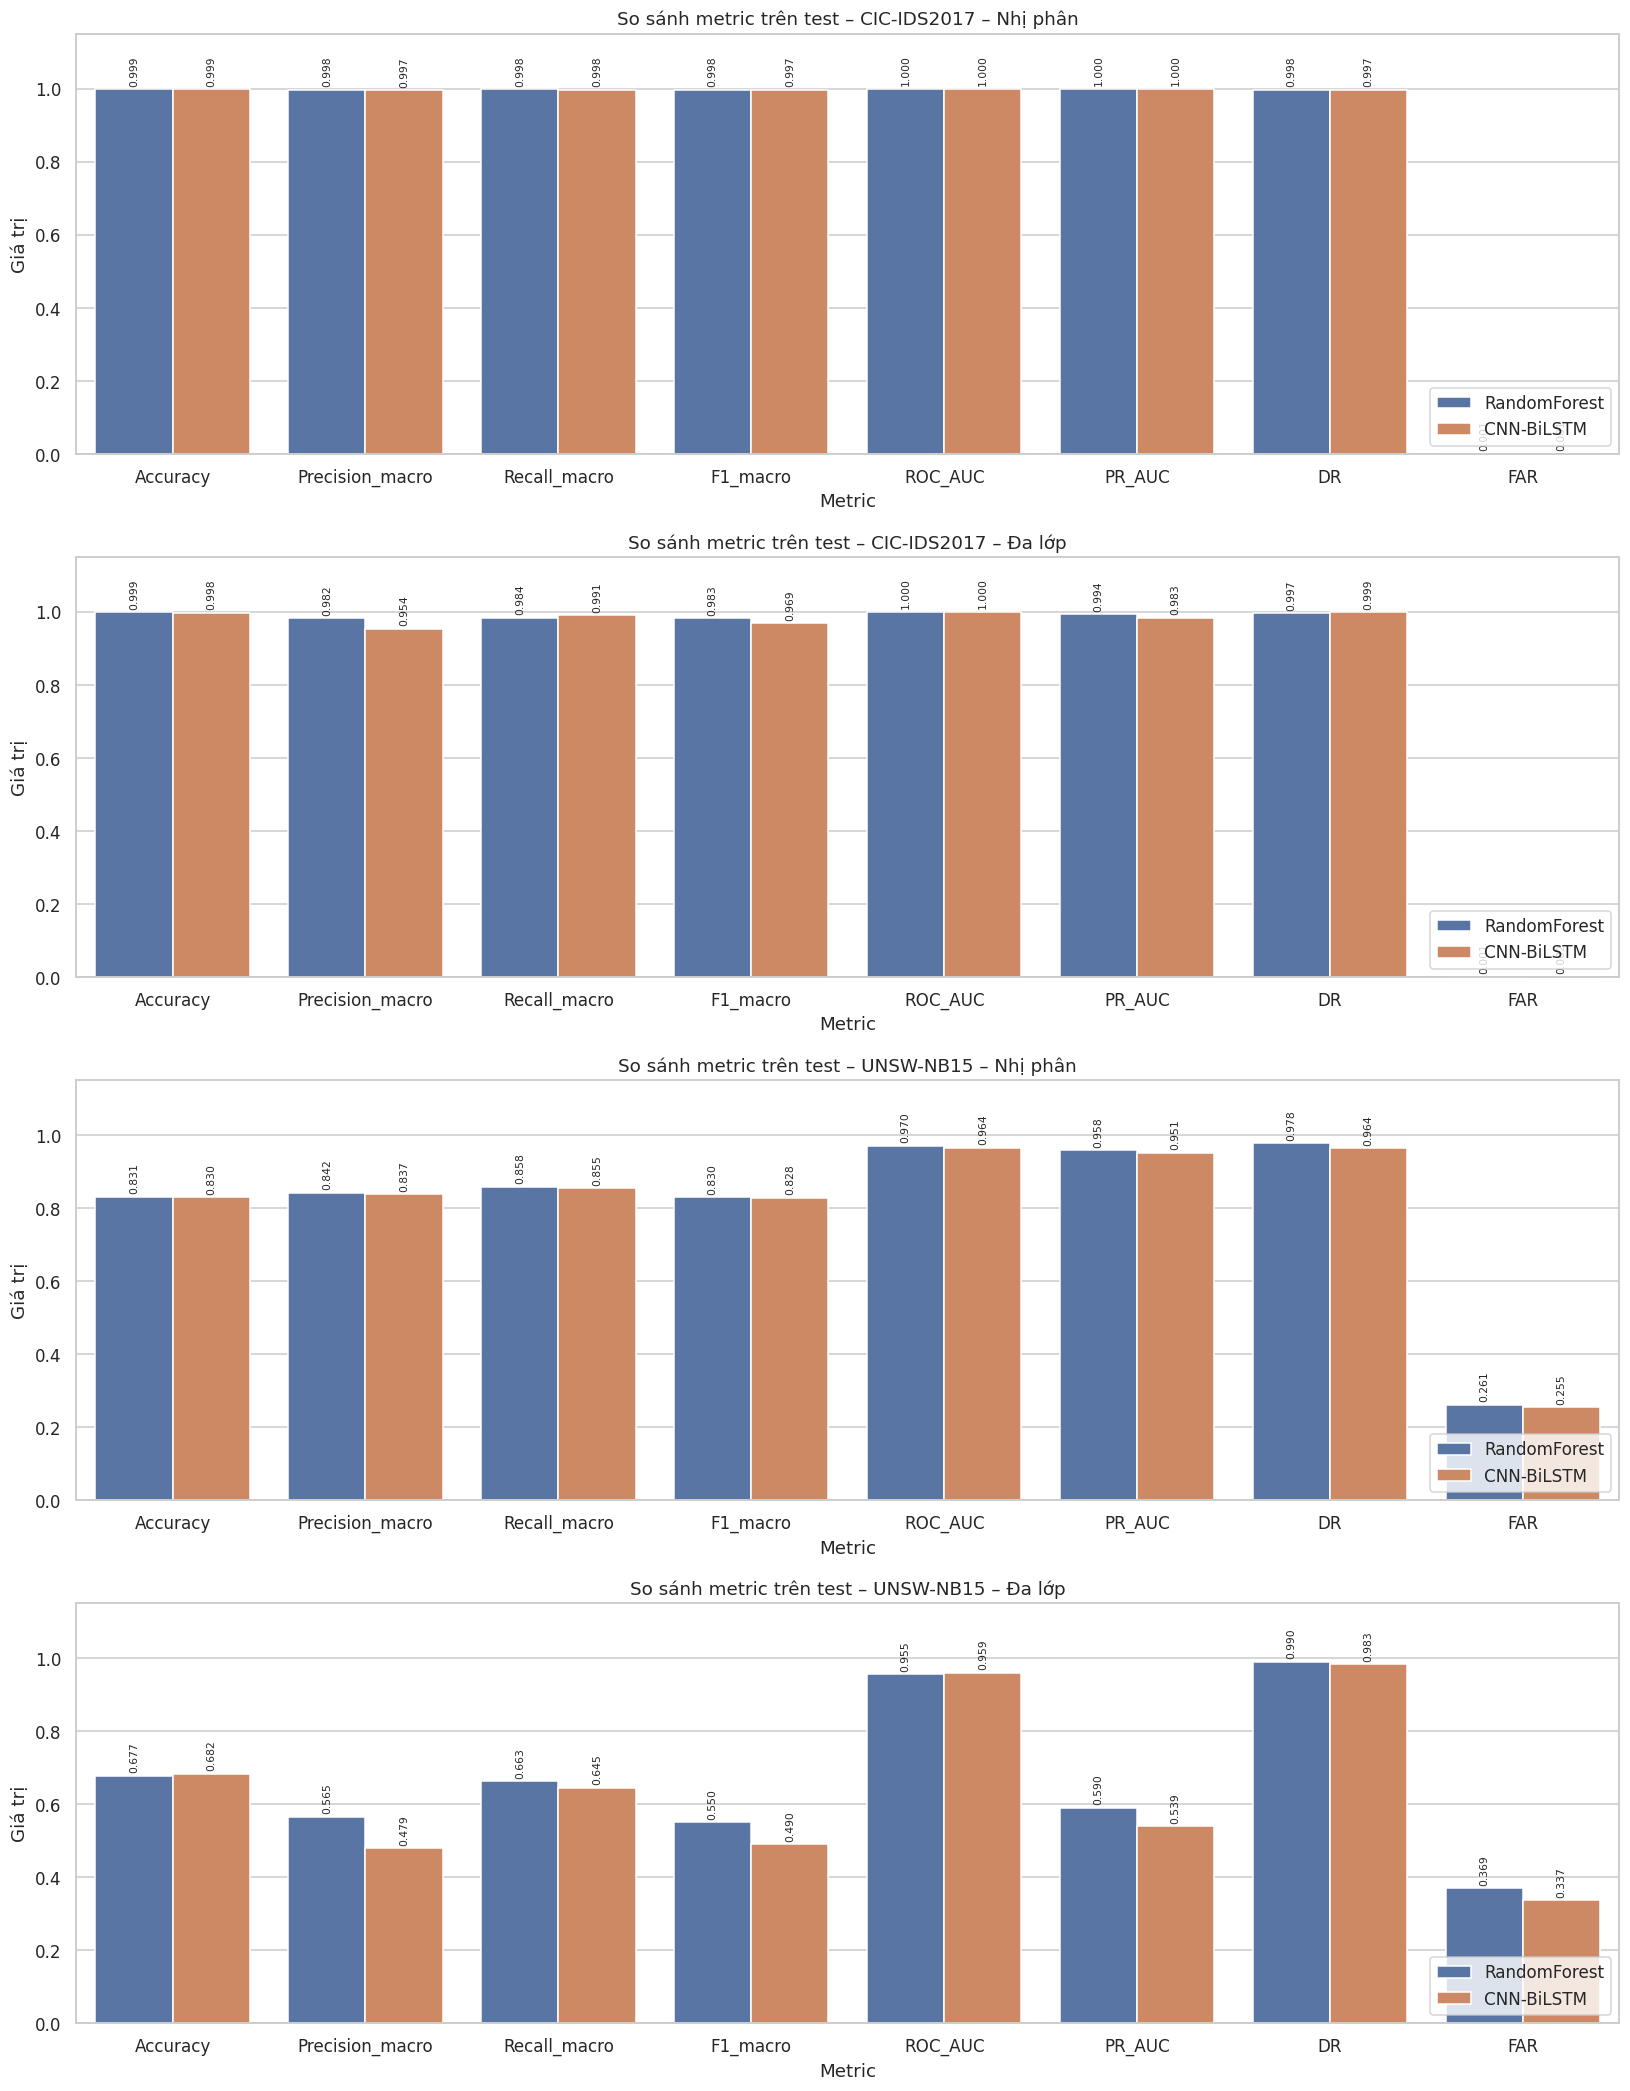 So sánh metric trên test – CIC-IDS2017 – Nhị phân
0.999 0.999 0.998 0.997 0.998 0.998 0.998 0.997 1.000 1.000 1.000 1.000 0.998 0.997
1.0
0.8
0.6
0.4
0.2
0.0
Giá trị
RandomForest
CNN-BiLSTM
0.001
Accuracy Precision_macro Recall_macro F1_macro ROC_AUC PR_AUC DR FAR
Metric
So sánh metric trên test – CIC-IDS2017 – Đa lớp
0.999 0.998 0.982 0.954 0.984 0.991 0.983 0.969 1.000 1.000 0.994 0.983 0.997 0.999
1.0
0.8
0.6
0.4
0.2
0.0
Giá trị
RandomForest
CNN-BiLSTM
0.001
Accuracy Precision_macro Recall_macro F1_macro ROC_AUC PR_AUC DR FAR
Metric
So sánh metric trên test – UNSW-NB15 – Nhị phân
0.831 0.830 0.842 0.837 0.858 0.855 0.830 0.828 0.970 0.964 0.958 0.951 0.978 0.964 0.261 0.255
1.0
0.8
0.6
0.4
0.2
0.0
Giá trị
RandomForest
CNN-BiLSTM
Accuracy Precision_macro Recall_macro F1_macro ROC_AUC PR_AUC DR FAR
Metric
So sánh metric trên test – UNSW-NB15 – Đa lớp
0.677 0.682 0.565 0.479 0.663 0.645 0.550 0.490 0.955 0.959 0.590 0.539 0.990 0.983 0.369 0.337
1.0
0.8
0.6
0.4
0.2
0.0
Giá trị
RandomForest
CNN-BiLSTM
Accuracy Precision_macro Recall_macro F1_macro ROC_AUC PR_AUC DR FAR
Metric